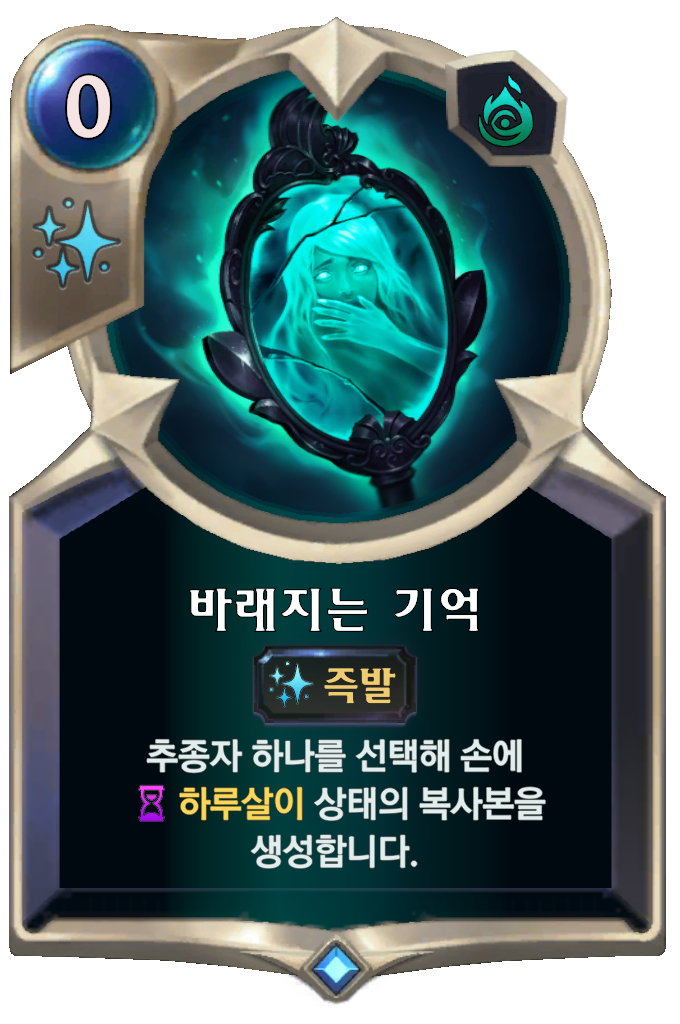 0
바래지는 기억
즉발
추종자 하나를 선택해 손에
하루살이 상태의 복사본을
생성합니다.